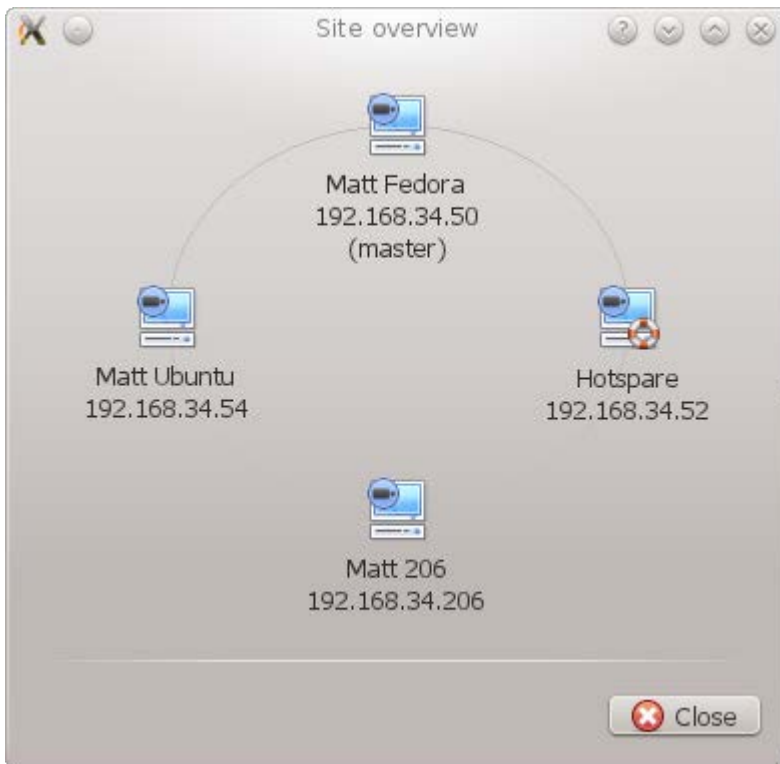 Site overview
Matt Fedora
192.168.34.50
(master)
Matt Ubuntu
192.168.34.54
Hotspare
192.168.34.52
Matt 206
192.168.34.206
Close